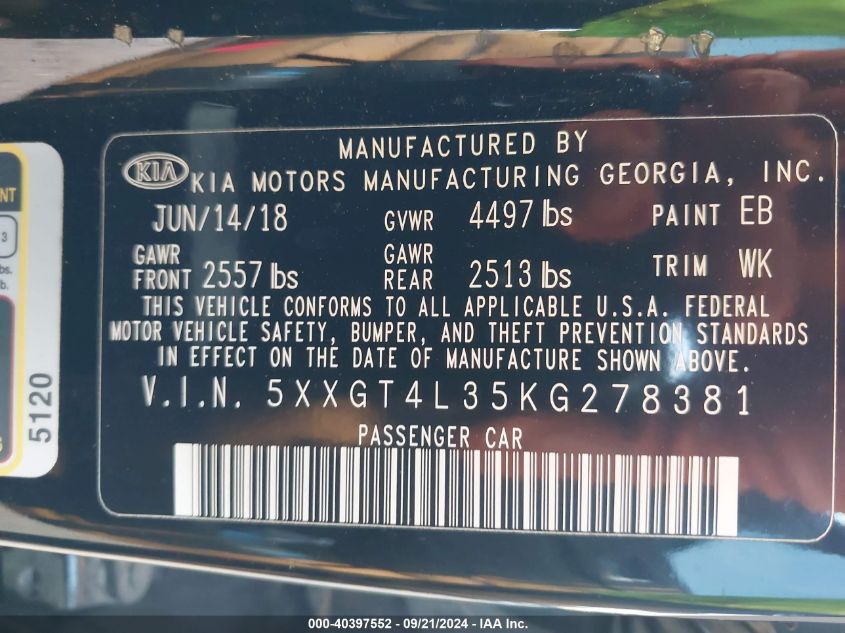 MANUFACTURED BY
KIA KIA MOTORS MANUFACTURING GEORGIA, INC.
JUN/14/18 GVWR 4497 lbs PAINT EB
GAWR FRONT 2557 lbs GAWR REAR 2513 lbs TRIM WK
THIS VEHICLE CONFORMS TO ALL APPLICABLE U.S.A. FEDERAL
MOTOR VEHICLE SAFETY, BUMPER, AND THEFT PREVENTION STANDARDS
IN EFFECT ON THE DATE OF MANUFACTURE SHOWN ABOVE.
V.I.N. 5XXGT4L35KG278381
PASSENGER CAR
5120
000-40397552 - 09/21/2024 - IAA Inc.